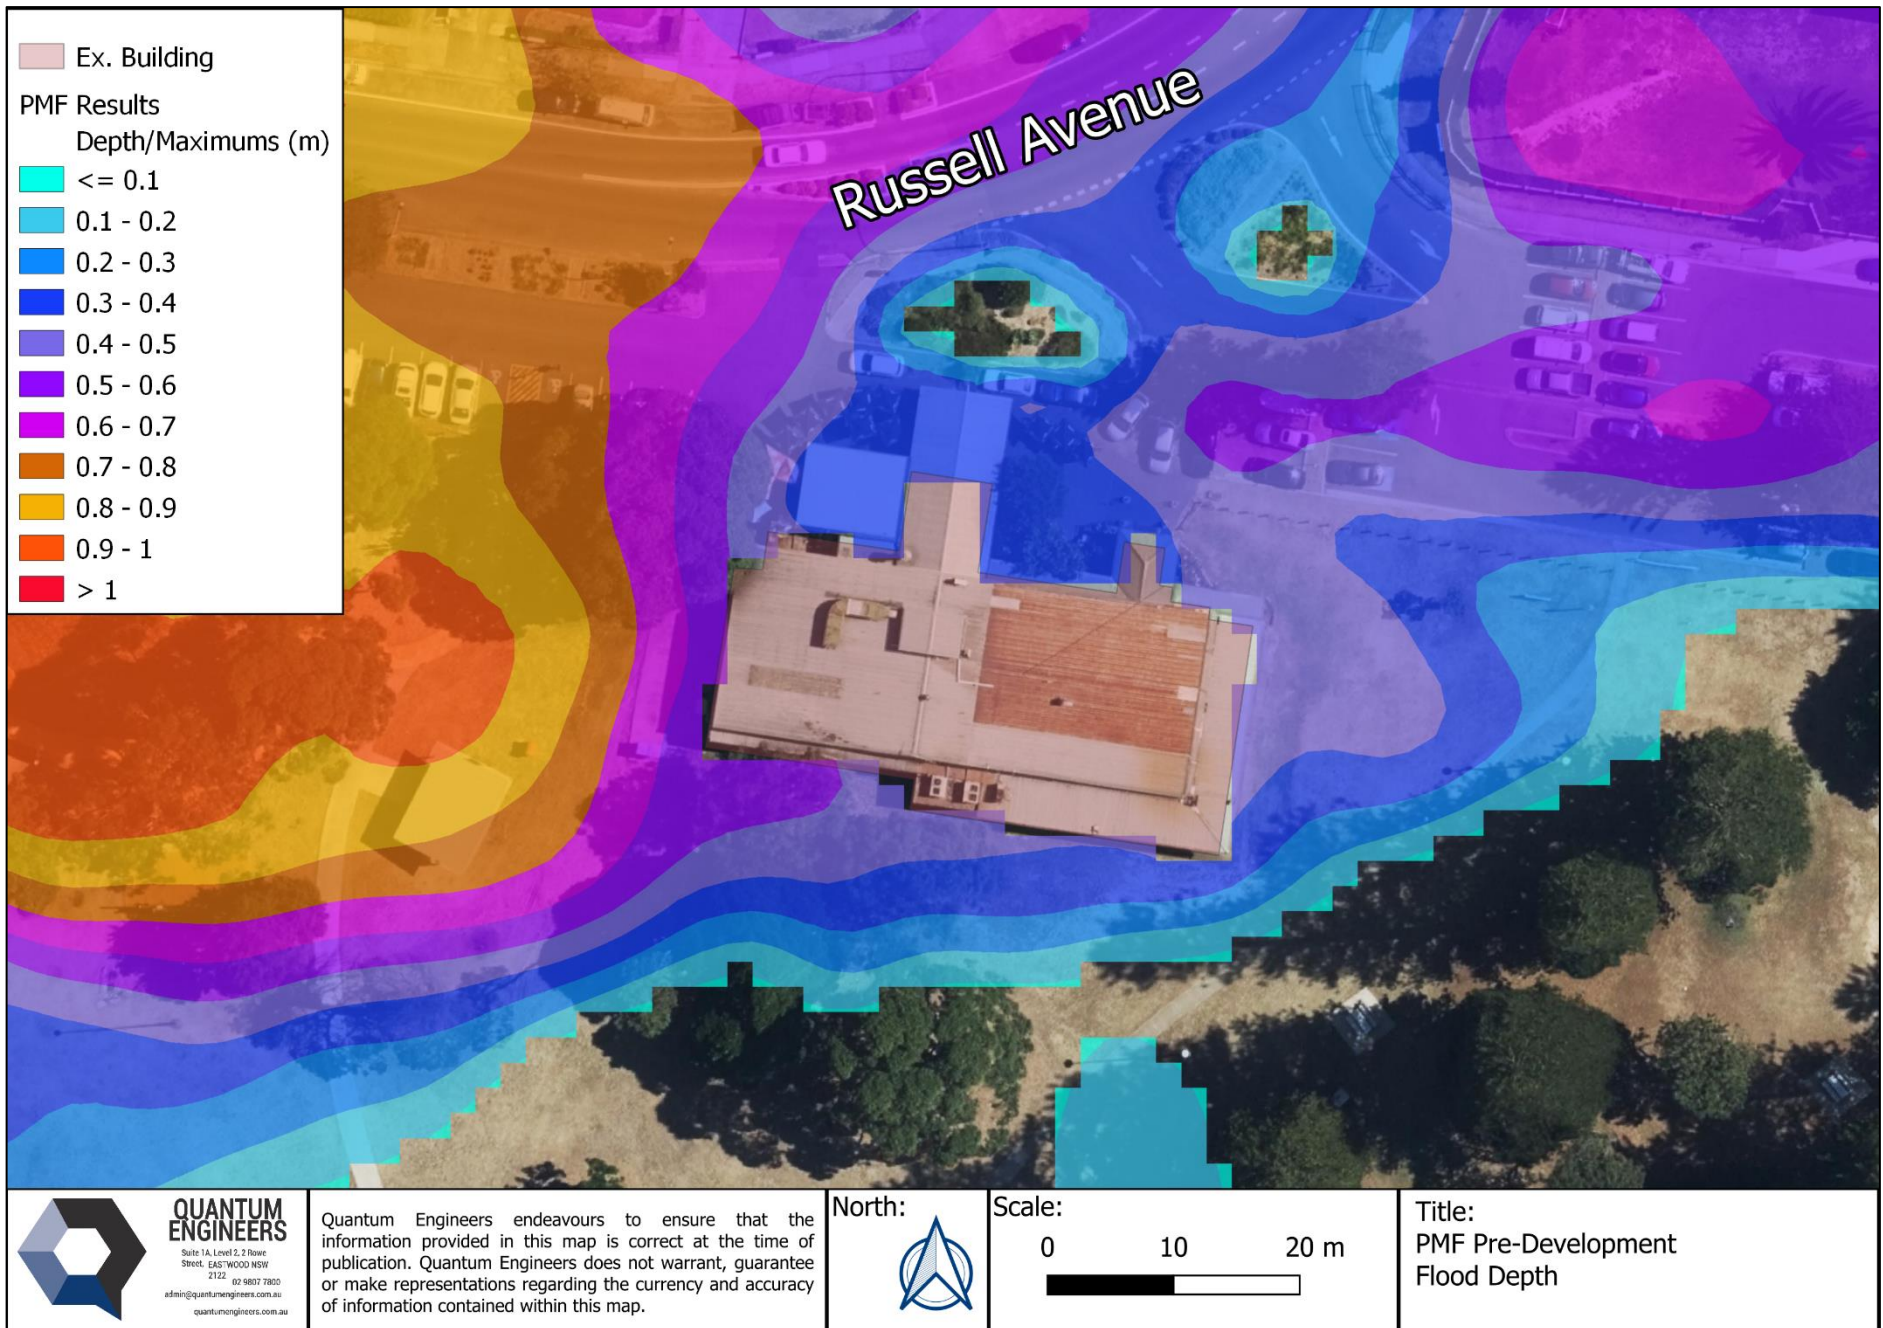 Ex. Building
PMF Results
Depth/Maximums (m)
<= 0.1
0.1 - 0.2
0.2 - 0.3
0.3 - 0.4
0.4 - 0.5
0.5 - 0.6
0.6 - 0.7
0.7 - 0.8
0.8 - 0.9
0.9 - 1
> 1
Russell Avenue
QUANTUM
ENGINEERS
Suite 1A, Level 2, 2 Rowe
Street, EASTWOOD NSW
2122 02 9807 7800
admin@quantumengineers.com.au
quantumengineers.com.au
Quantum Engineers endeavours to ensure that the
information provided in this map is correct at the time of
publication. Quantum Engineers does not warrant, guarantee
or make representations regarding the currency and accuracy
of information contained within this map.
North:
Scale:
0 10 20 m
Title:
PMF Pre-Development
Flood Depth